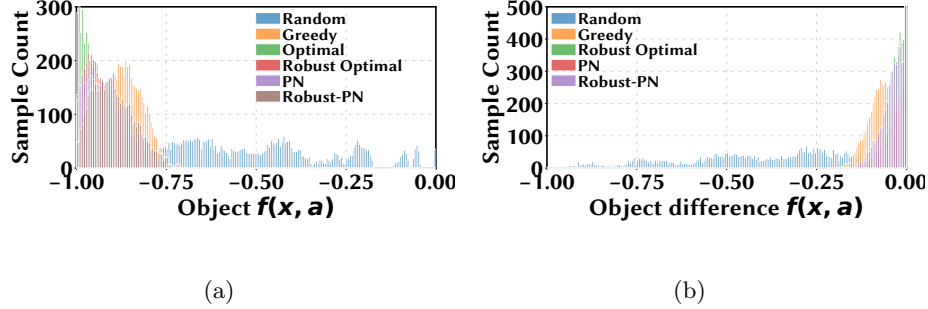 300
200
100
0
Sample Count
Random
Greedy
Optimal
Robust Optimal
PN
Robust-PN
−1.00 −0.75 −0.50 −0.25 0.00
Object f(x, a)
(a)
500
400
300
200
100
0
Sample Count
Random
Greedy
Robust Optimal
PN
Robust-PN
−1.00 −0.75 −0.50 −0.25 0.00
Object difference f(x, a)
(b)